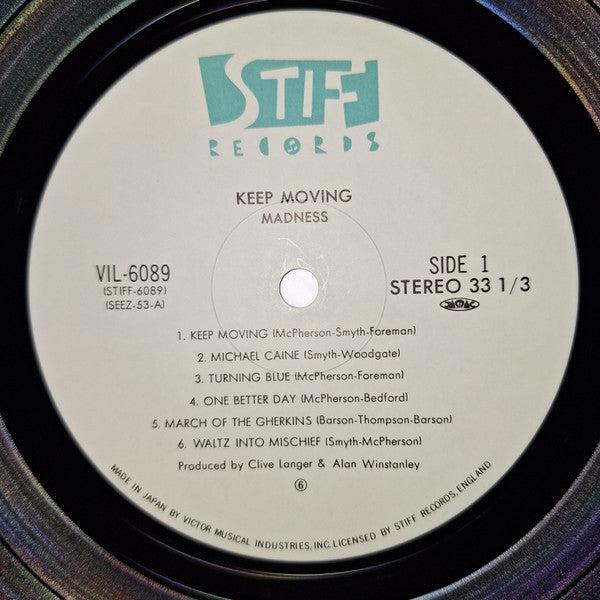 STIFF
RECORDS
KEEP MOVING
MADNESS
VIL-6089
(STIFF-6089)
(SEEZ-53-A)
SIDE 1
STEREO 33 1/3
JASRAC
1. KEEP MOVING (McPherson-Smyth-Foreman)
2. MICHAEL CAINE (Smyth-Woodgate)
3. TURNING BLUE (McPherson-Foreman)
4. ONE BETTER DAY (McPherson-Bedford)
5. MARCH OF THE GHERKINS (Barson-Thompson-Barson)
6. WALTZ INTO MISCHIEF (Smyth-McPherson)
Produced by Clive Langer & Alan Winstanley
⑥
MADE IN JAPAN BY VICTOR MUSICAL INDUSTRIES, INC. LICENSED BY STIFF RECORDS, ENGLAND